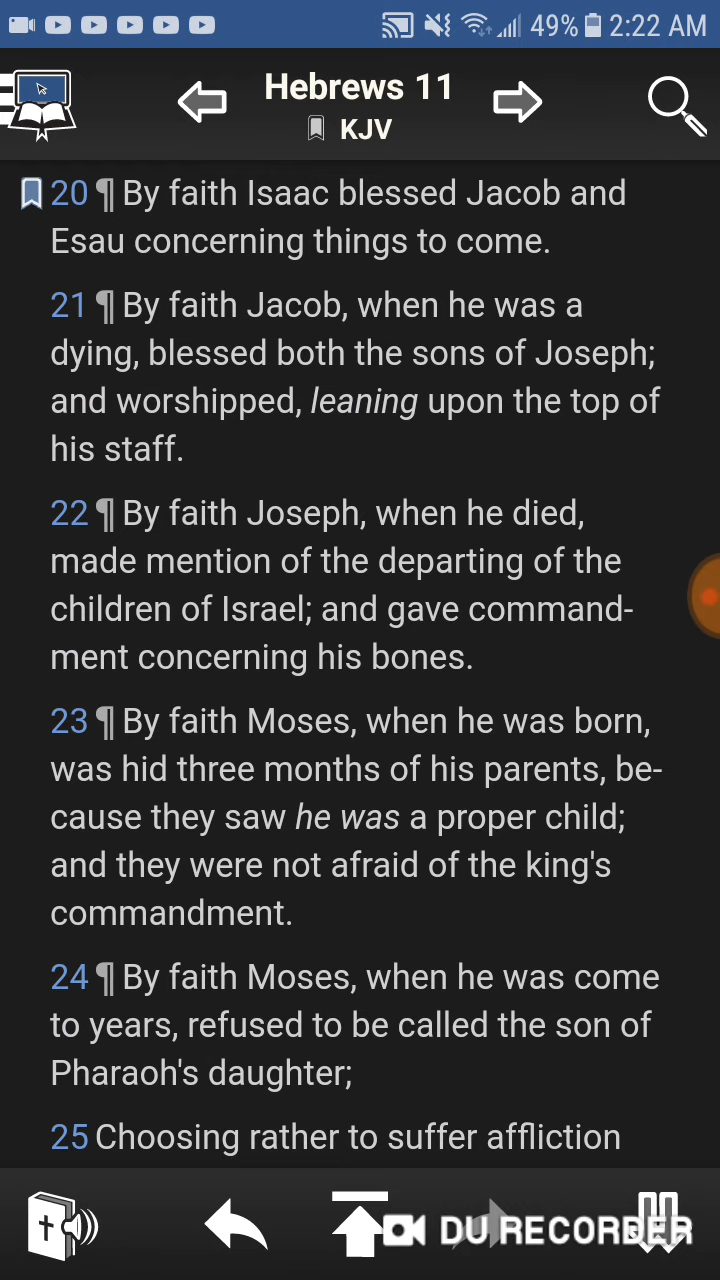 49% 2:22 AM
Hebrews 11
KJV
20 ¶ By faith Isaac blessed Jacob and
Esau concerning things to come.
21 ¶ By faith Jacob, when he was a
dying, blessed both the sons of Joseph;
and worshipped, leaning upon the top of
his staff.
22 ¶ By faith Joseph, when he died,
made mention of the departing of the
children of Israel; and gave command-
ment concerning his bones.
23 ¶ By faith Moses, when he was born,
was hid three months of his parents, be-
cause they saw he was a proper child;
and they were not afraid of the king's
commandment.
24 ¶ By faith Moses, when he was come
to years, refused to be called the son of
Pharaoh's daughter;
25 Choosing rather to suffer affliction
DU RECORDER